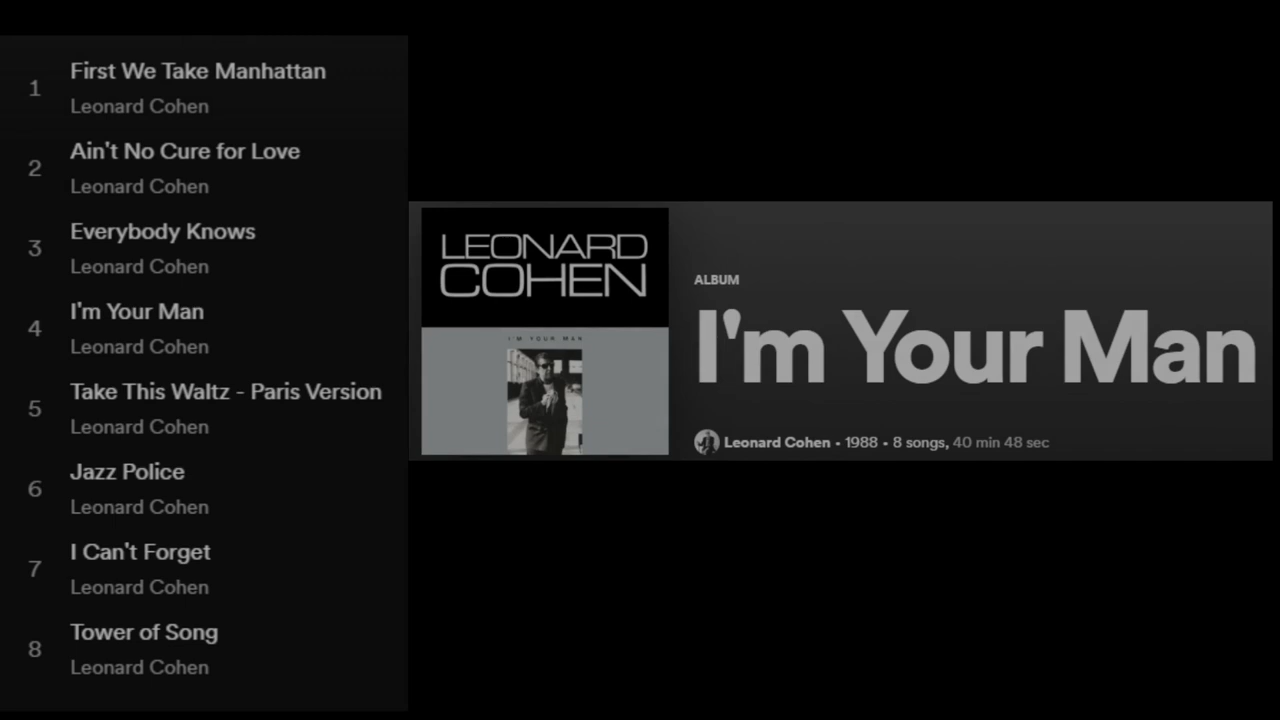 1
First We Take Manhattan
Leonard Cohen
2
Ain't No Cure for Love
Leonard Cohen
3
Everybody Knows
Leonard Cohen
4
I'm Your Man
Leonard Cohen
5
Take This Waltz - Paris Version
Leonard Cohen
6
Jazz Police
Leonard Cohen
7
I Can't Forget
Leonard Cohen
8
Tower of Song
Leonard Cohen
LEONARD
COHEN
I'M YOUR MAN
ALBUM
I'm Your Man
Leonard Cohen • 1988 • 8 songs, 40 min 48 sec